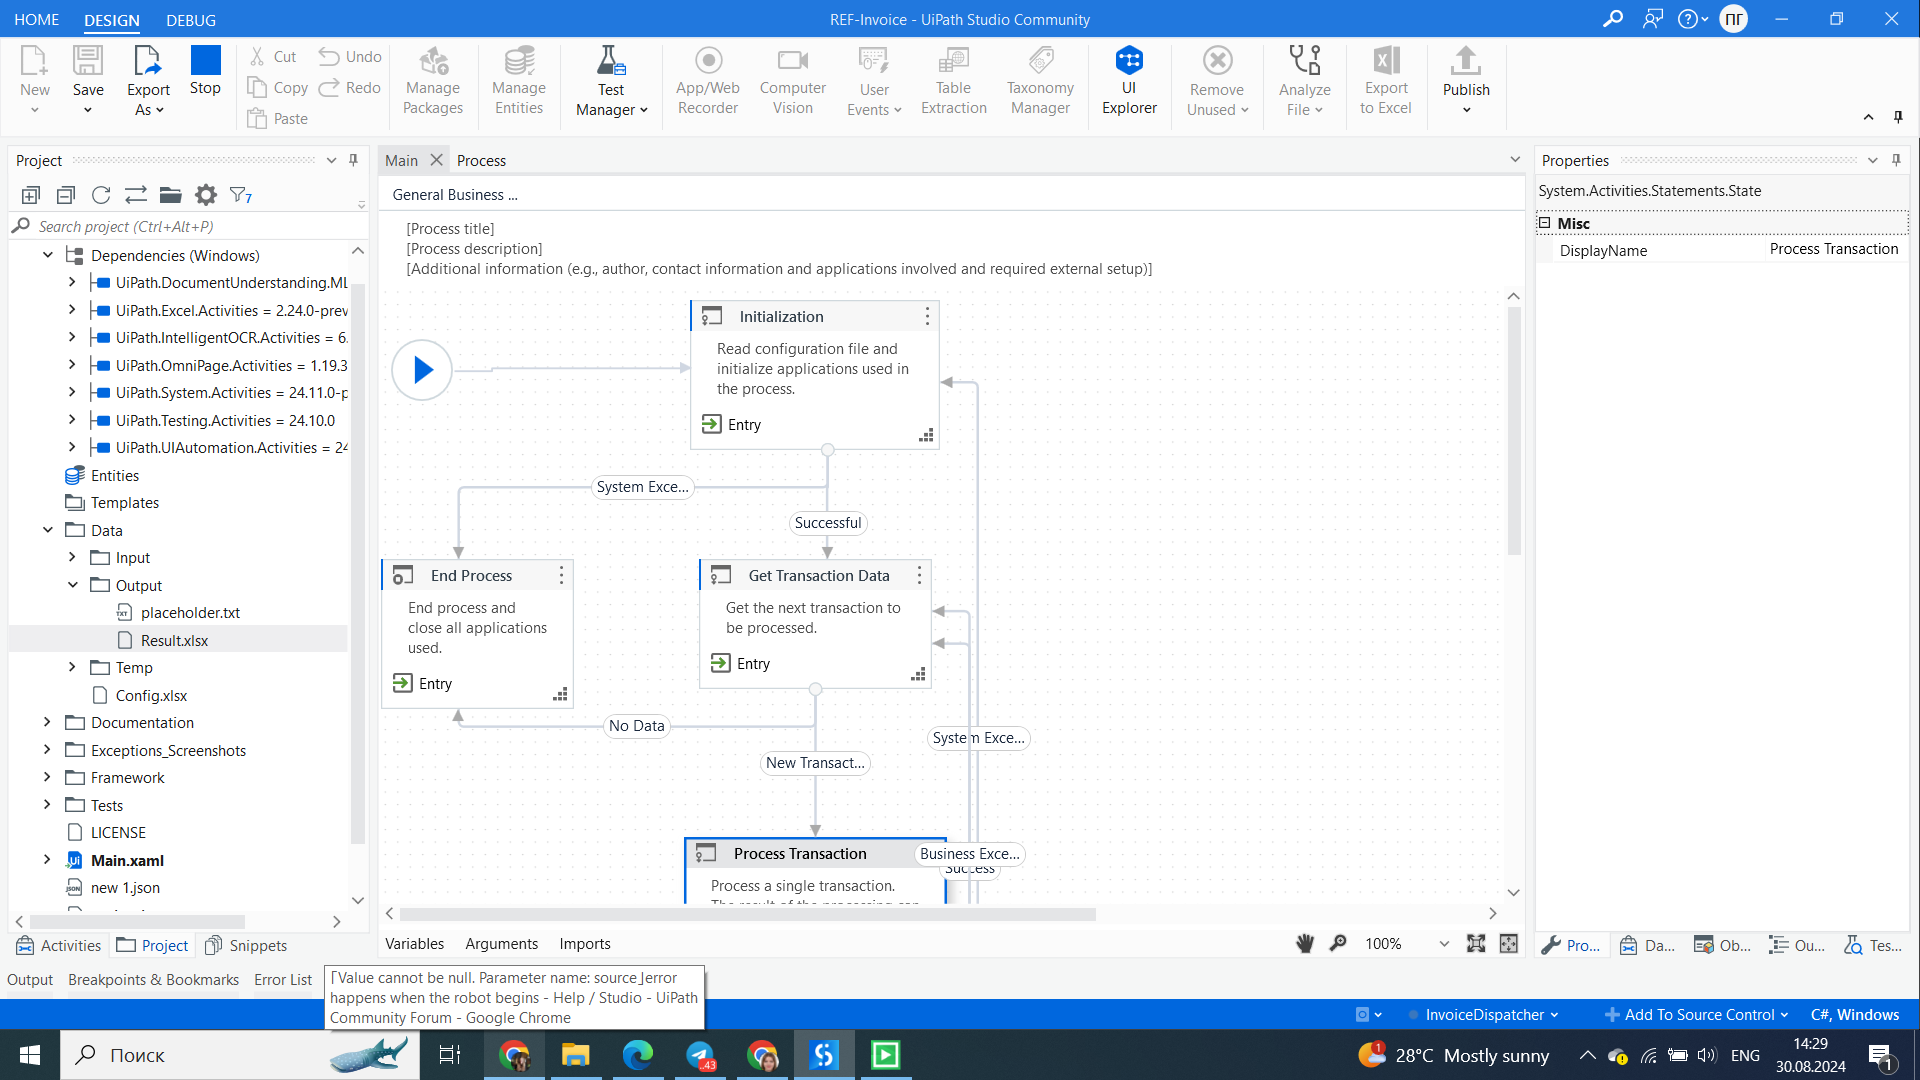 HOME DESIGN DEBUG REF-Invoice - UiPath Studio Community ПГ
New Save Export As Stop Cut Copy Paste Undo Redo
Manage Packages Manage Entities Test Manager App/Web Recorder Computer Vision User Events Table Extraction Taxonomy Manager UI Explorer Remove Unused Analyze File Export to Excel Publish
Project
7
Search project (Ctrl+Alt+P)
Dependencies (Windows)
UiPath.DocumentUnderstanding.ML
UiPath.Excel.Activities = 2.24.0-prev
UiPath.IntelligentOCR.Activities = 6.
UiPath.OmniPage.Activities = 1.19.3
UiPath.System.Activities = 24.11.0-p
UiPath.Testing.Activities = 24.10.0
UiPath.UIAutomation.Activities = 24
Entities
Templates
Data
Input
Output
placeholder.txt
Result.xlsx
Temp
Config.xlsx
Documentation
Exceptions_Screenshots
Framework
Tests
LICENSE
Main.xaml
new 1.json
Activities Project Snippets
Main Process
General Business ...
[Process title]
[Process description]
[Additional information (e.g., author, contact information and applications involved and required external setup)]
Initialization
Read configuration file and
initialize applications used in
the process.
Entry
System Exce...
Successful
End Process
End process and
close all applications
used.
Entry
Get Transaction Data
Get the next transaction to
be processed.
Entry
No Data
System Exce...
New Transact...
Process Transaction
Business Exce...
Success
Process a single transaction.
The result of the processing can
Variables Arguments Imports
100%
Properties
System.Activities.Statements.State
Misc
DisplayName Process Transaction
Pro... Da... Ob... Ou... Tes...
Output Breakpoints & Bookmarks Error List
「Value cannot be null. Parameter name: source」error
happens when the robot begins - Help / Studio - UiPath
Community Forum - Google Chrome
InvoiceDispatcher Add To Source Control C#, Windows
Поиск
..43
1
28°C Mostly sunny
ENG
14:29
30.08.2024
1